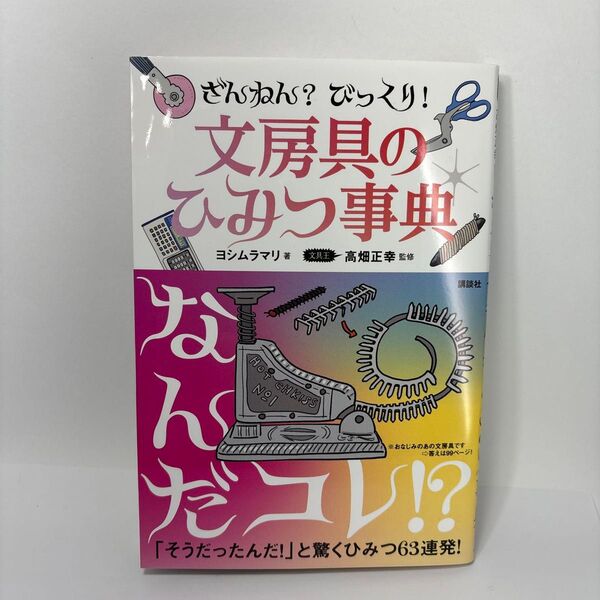 ざんねん? びっくり!
文房具の
ひみつ事典
ヨシムラマリ 著 文具王 高畑正幸 監修
講談社
なんだ
コレ!?
HOTCHKISS
No1
※おなじみのあの文房具です
⇨答えは99ページ!
「そうだったんだ!」と驚くひみつ63連発!